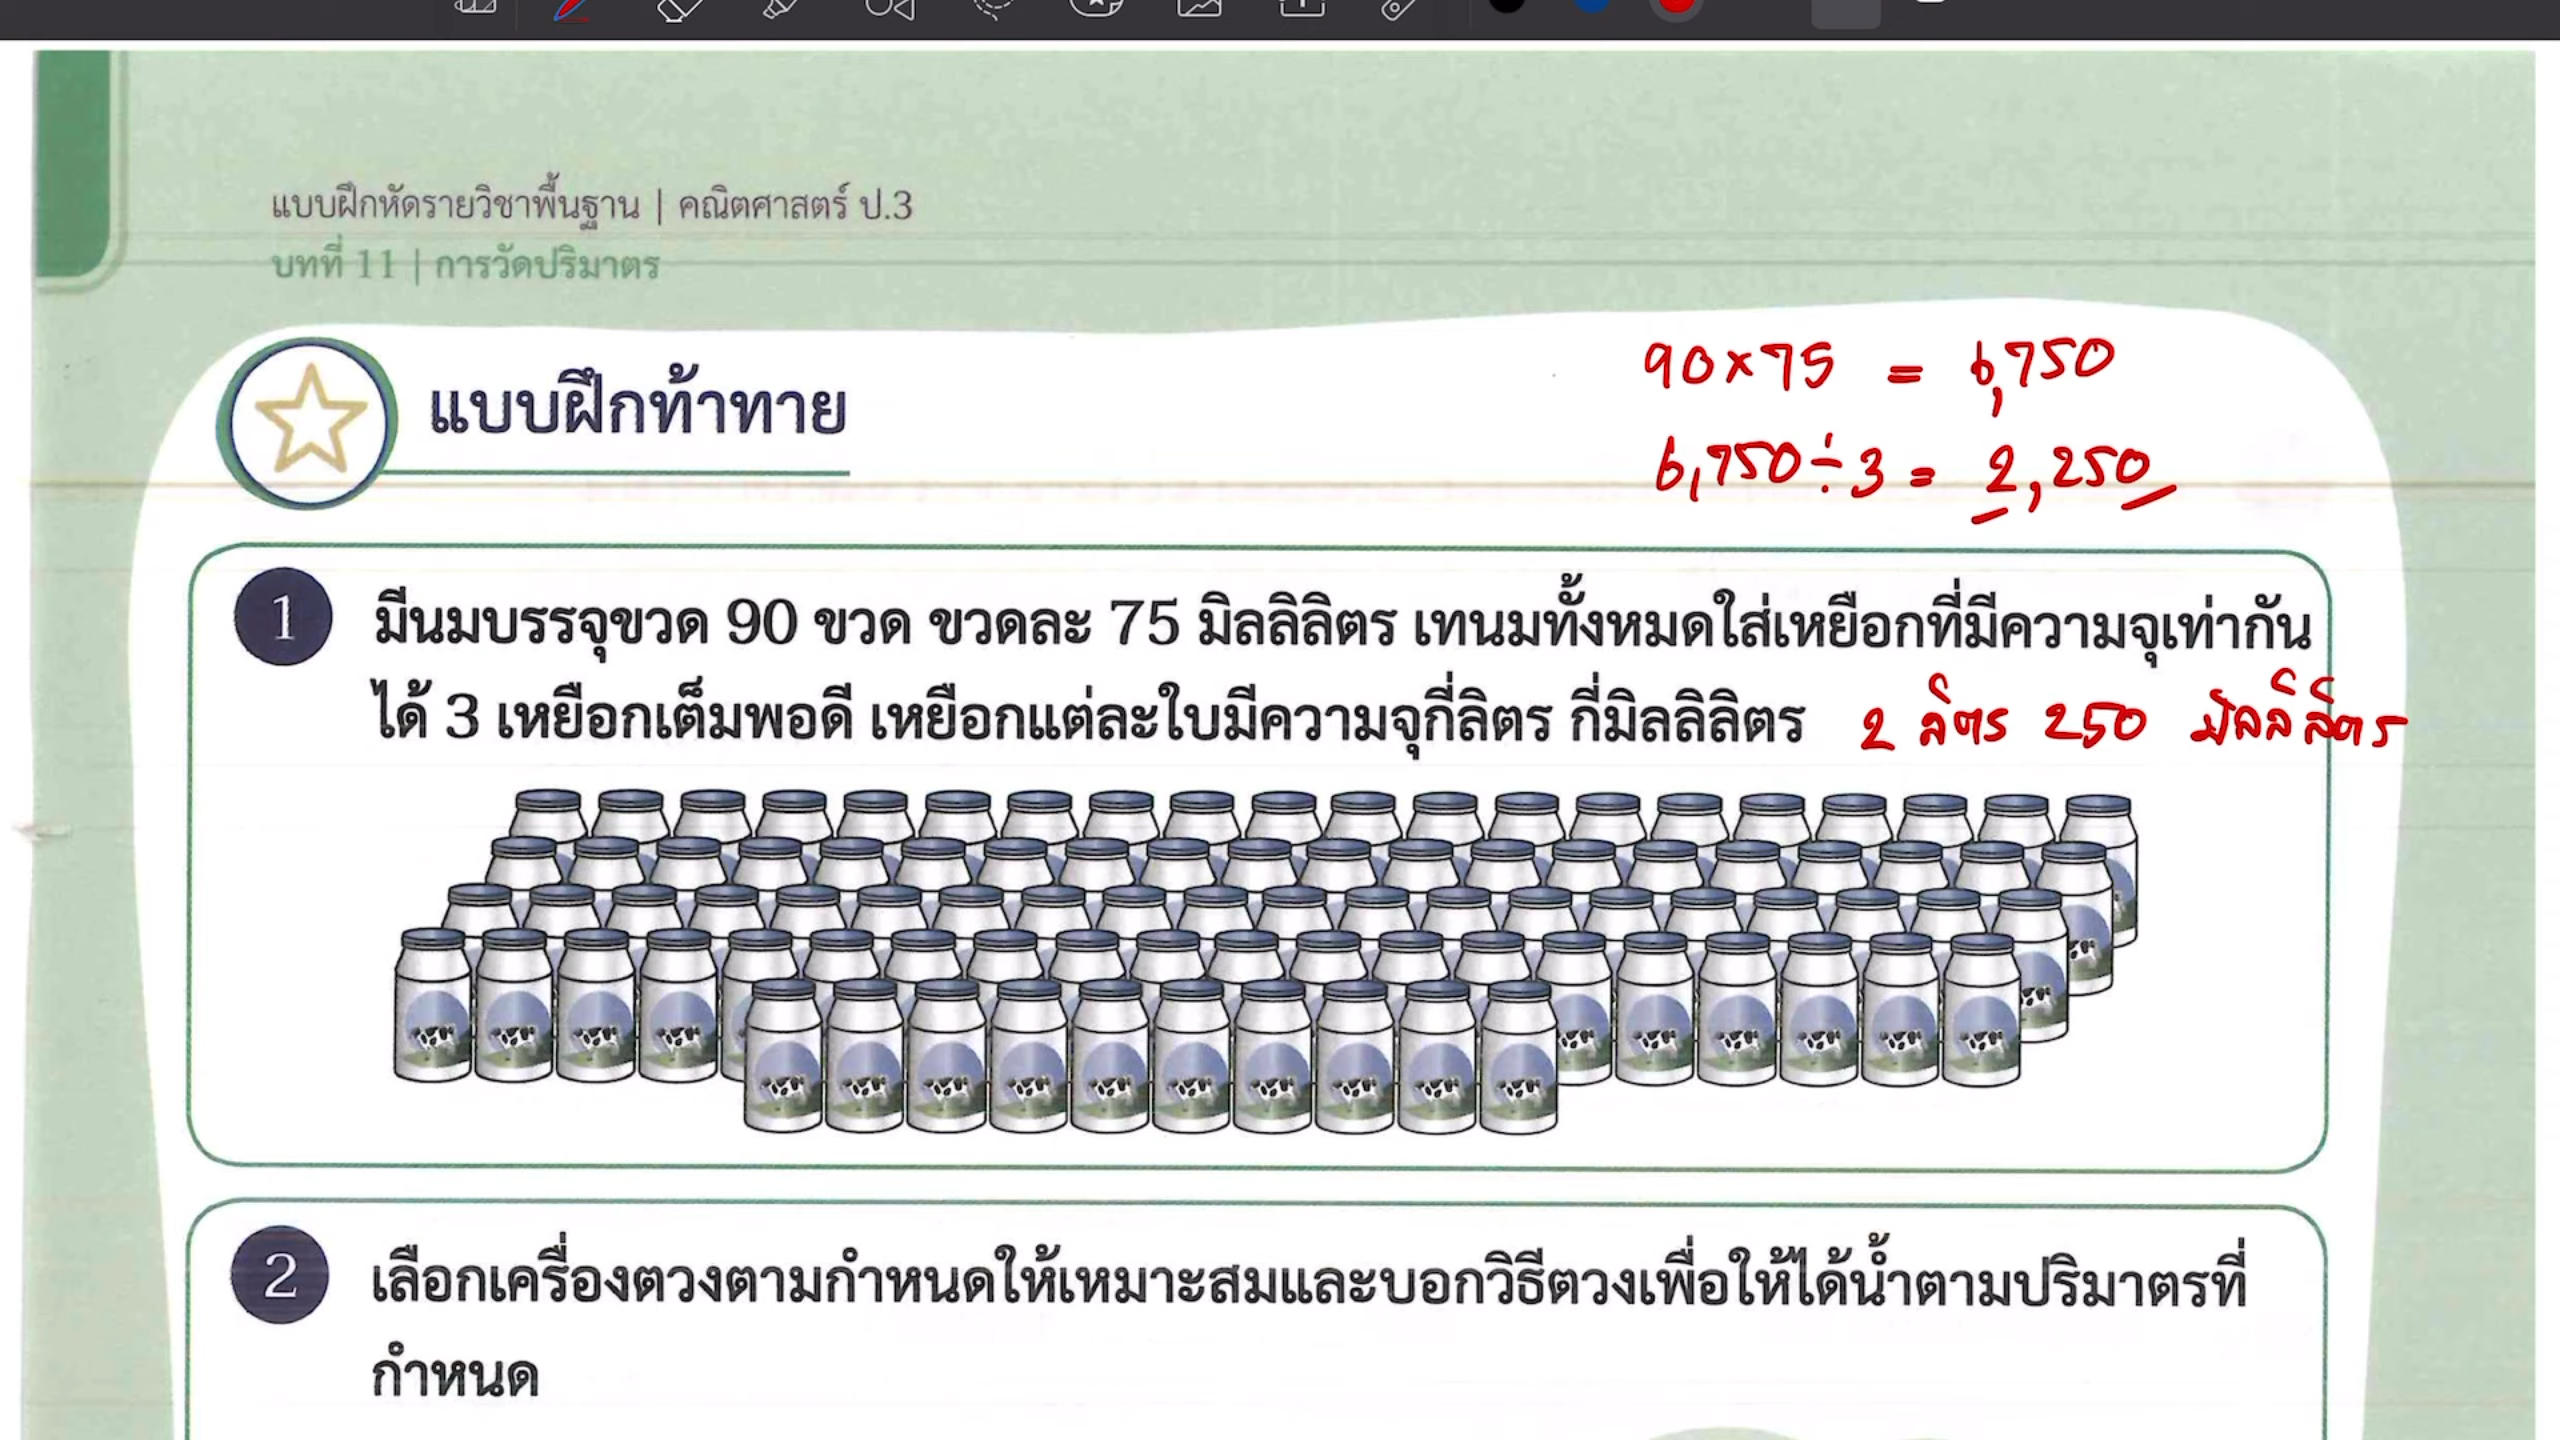 แบบฝึกหัดรายวิชาพื้นฐาน | คณิตศาสตร์ ป.3
บทที่ 11 | การวัดปริมาตร
แบบฝึกท้าทาย
90×75 = 6,750
6,750÷3 = 2,250
1 มีนมบรรจุขวด 90 ขวด ขวดละ 75 มิลลิลิตร เทนมทั้งหมดใส่เหยือกที่มีความจุเท่ากัน
ได้ 3 เหยือกเต็มพอดี เหยือกแต่ละใบมีความจุกี่ลิตร กี่มิลลิลิตร 2 ลิตร 250 มิลลิลิตร
2 เลือกเครื่องตวงตามกำหนดให้เหมาะสมและบอกวิธีตวงเพื่อให้ได้น้ำตามปริมาตรที่
กำหนด